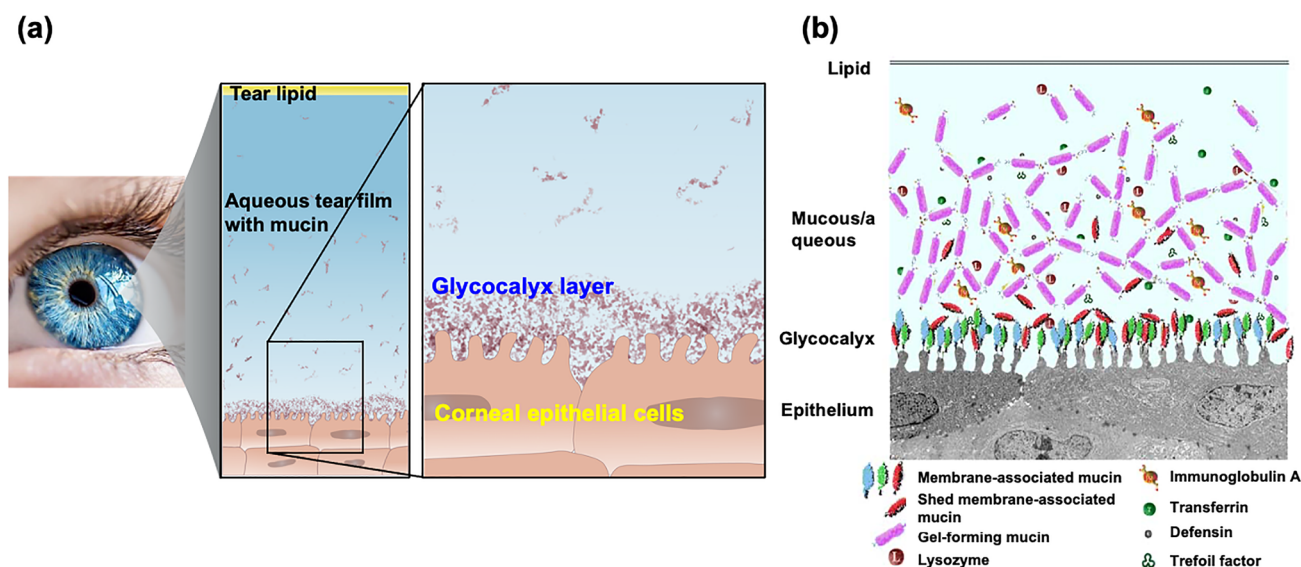 (a)
Tear lipid
Aqueous tear film
with mucin
Glycocalyx layer
Corneal epithelial cells
(b)
Lipid
Mucous/a
queous
Glycocalyx
Epithelium
L
Membrane-associated mucin
Shed membrane-associated
mucin
Gel-forming mucin
Lysozyme
Immunoglobulin A
Transferrin
Defensin
Trefoil factor